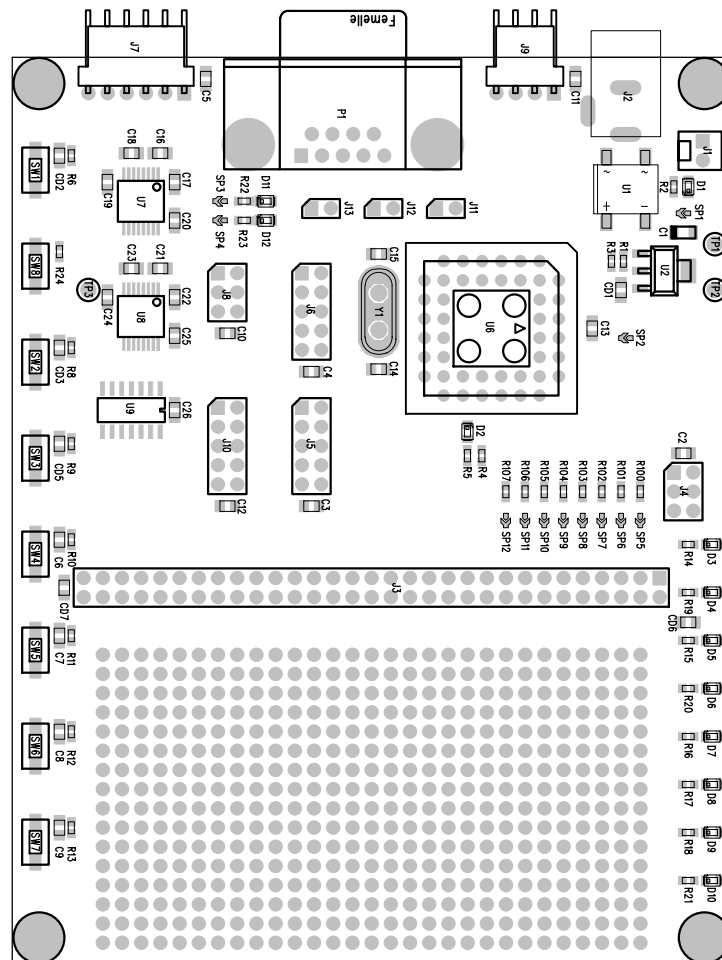 Femelle
J7
J9
C5
P1
C11
J2
J1
C18
C16
SW1
CD2
R6
C19
U7
C17
C20
SP3
SP4
R22
R23
D11
D12
J13
J12
J11
U1
~
~
+
−
R2
D1
SP1
C1
TP1
TP2
U2
R3
R1
CD1
SW8
R24
TP3
C23
C21
C24
U8
C22
C25
J8
C10
J6
C4
C15
Y1
C14
U6
C13
SP2
SW2
CD3
R8
U9
C26
J10
C12
J5
C3
D2
R5
R4
C2
J4
SW3
CD5
R9
R107
R106
R105
R104
R103
R102
R101
R100
SP12
SP11
SP10
SP9
SP8
SP7
SP6
SP5
SW4
C6
R10
CD7
J3
R14
D3
R19
D4
CD6
R15
D5
SW5
C7
R11
R20
D6
SW6
C8
R12
R16
D7
R17
D8
SW7
C9
R13
R18
D9
R21
D10